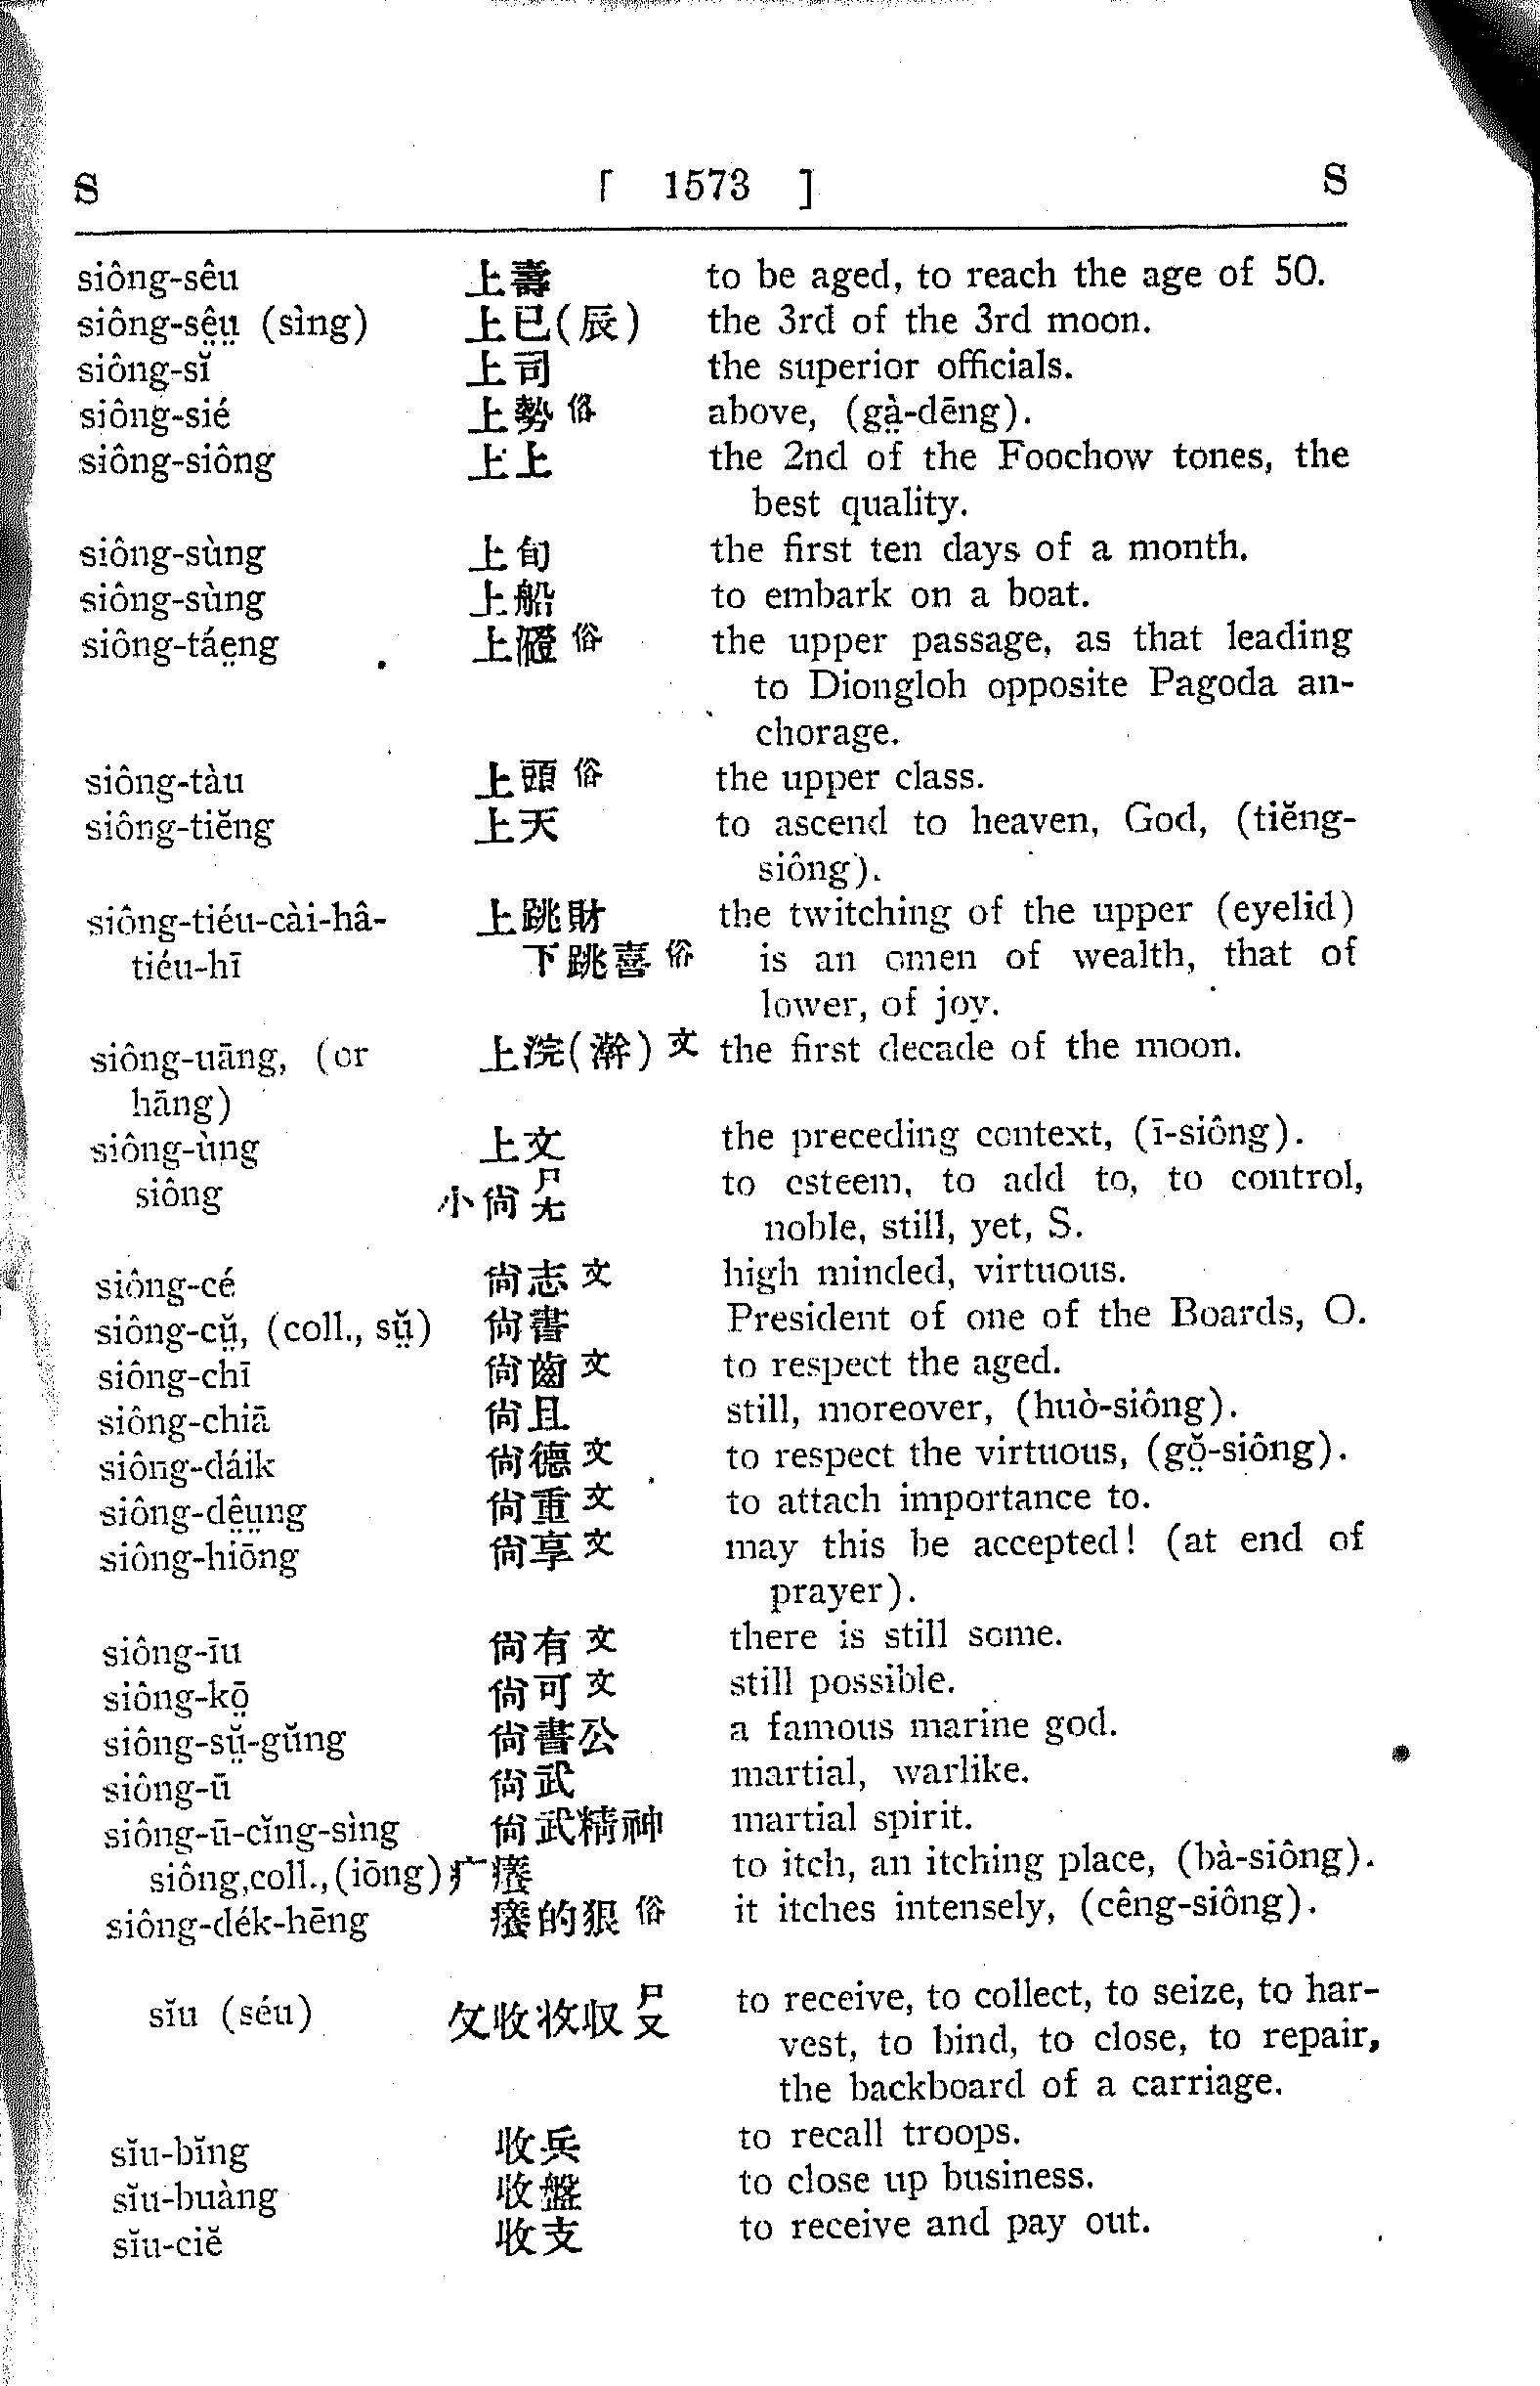 S [ 1573 ] S
siông-sêu 上壽 to be aged, to reach the age of 50.
siông-sê̤ṳ (sìng) 上巳(辰) the 3rd of the 3rd moon.
siông-sĭ 上司 the superior officials.
siông-sié 上勢俗 above, (gà̤-dēng).
siông-siông 上上 the 2nd of the Foochow tones, the
best quality.
siông-sùng 上旬 the first ten days of a month.
siông-sùng 上船 to embark on a boat.
siông-táe̤ng 上 俗 the upper passage, as that leading
to Diongloh opposite Pagoda an-
chorage.
siông-tàu 上頭俗 the upper class.
siông-tiĕng 上天 to ascend to heaven, God, (tiĕng-
siông).
siông-tiéu-cài-hâ- 上跳財 the twitching of the upper (eyelid)
tiéu-hī 下跳喜俗 is an omen of wealth, that of
lower, of joy.
siông-uāng, (or 上浣(澣)文 the first decade of the moon.
hāng)
siông-ùng 上文 the preceding context, (ī-siông).
siông 小尙ㄕㄤ to esteem, to add to, to control,
noble, still, yet, S.
siông-cé 尙志文 high minded, virtuous.
siông-cṳ̆, (coll., sṳ̆) 尙書 President of one of the Boards, O.
siông-chī 尙齒文 to respect the aged.
siông-chiā 尙且 still, moreover, (huò-siông).
siông-dáik 尙德文 to respect the virtuous, (gŏ̤-siông).
siông-dê̤ṳng 尙重文 to attach importance to.
siông-hiōng 尙享文 may this be accepted! (at end of
prayer).
siông-īu 尙有文 there is still some.
siông-kō̤ 尙可文 still possible.
siông-sṳ̆-gŭng 尙書公 a famous marine god.
siông-ū 尙武 martial, warlike.
siông-ū-cĭng-sìng 尙武精神 martial spirit.
siông,coll.,(iōng) 疒癢 to itch, an itching place, (bà-siông).
siông-dék-hēng 癢的狠俗 it itches intensely, (cêng-siông).
sĭu (séu) 攵收 収ㄕㄡ to receive, to collect, to seize, to har-
vest, to bind, to close, to repair,
the backboard of a carriage.
sĭu-bĭng 收兵 to recall troops.
sĭu-buàng 收盤 to close up business.
sĭu-ciĕ 收支 to receive and pay out.